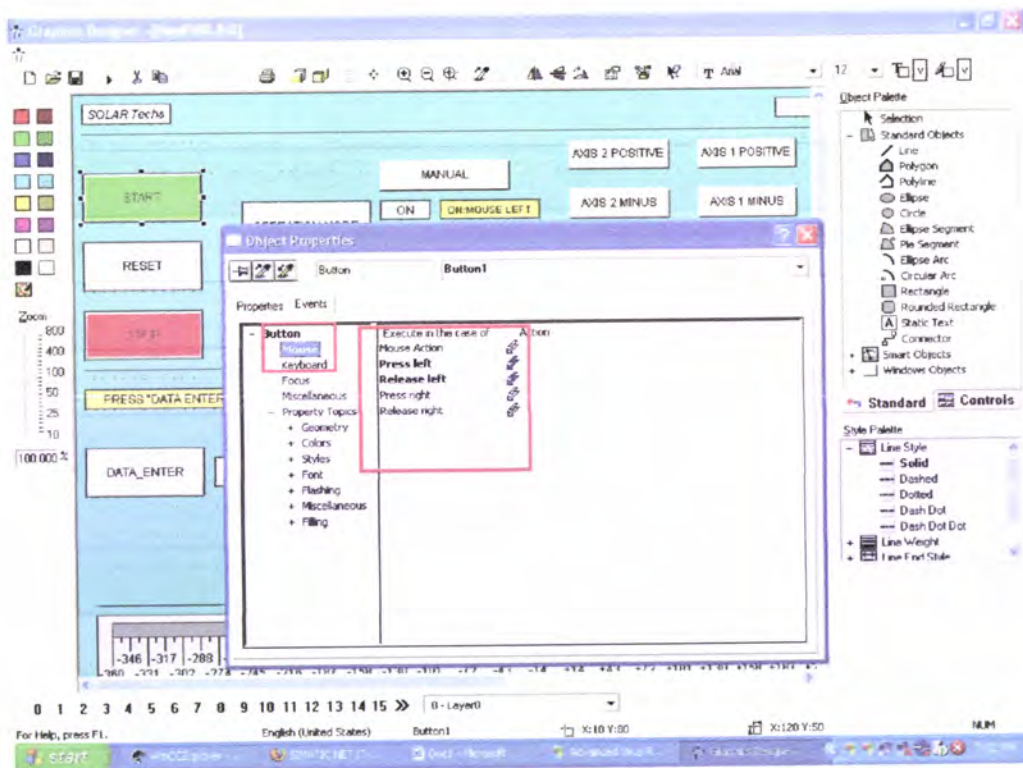 Graphics Designer
Arial
12
SOLAR Techs
START
RESET
MANUAL
ON
ON:MOUSE LEFT
AXIS 2 POSITIVE
AXIS 1 POSITIVE
AXIS 2 MINUS
AXIS 1 MINUS
Zoom
800
400
100
50
25
10
100.000 %
PRESS "DATA ENTER
DATA_ENTER
Object Properties
Button
Button1
Properties
Events
Button
Mouse
Keyboard
Focus
Miscellaneous
Property Topics
Geometry
Colors
Styles
Font
Flashing
Miscellaneous
Filling
Execute in the case of
Action
Mouse Action
Press left
Release left
Press right
Release right
Object Palette
Selection
Standard Objects
Line
Polygon
Polyline
Ellipse
Circle
Ellipse Segment
Pie Segment
Ellipse Arc
Circular Arc
Rectangle
Rounded Rectangle
Static Text
Connector
Smart Objects
Windows Objects
Standard
Controls
Style Palette
Line Style
Solid
Dashed
Dotted
Dash Dot
Dash Dot Dot
Line Weight
Line End Style
-346 -317 -288
0 1 2 3 4 5 6 7 8 9 10 11 12 13 14 15
0 - Layer0
For Help, press F1.
English (United States)
Button1
X:10 Y:80
X:120 Y:50
NUM
start